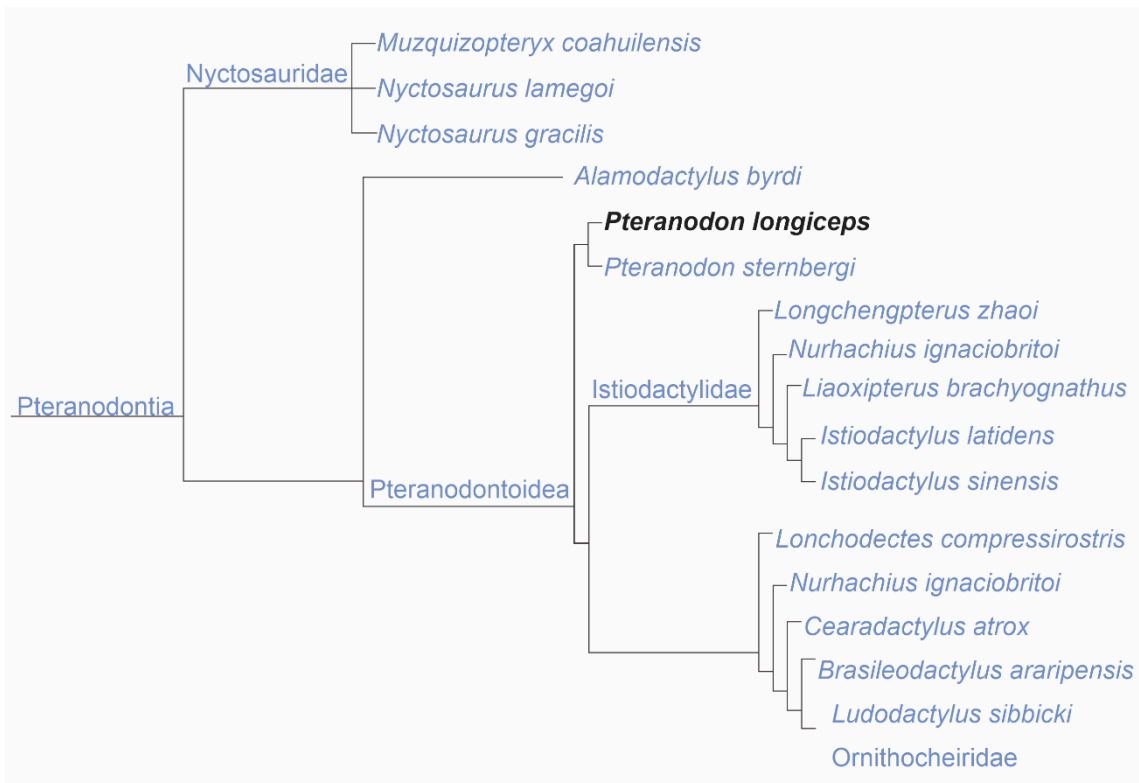 Muzquizopteryx coahuilensis
Nyctosauridae
Nyctosaurus lamegoi
Nyctosaurus gracilis
Alamodactylus byrdi
Pteranodon longiceps
Pteranodon sternbergi
Longchengpterus zhaoi
Nurhachius ignaciobritoi
Liaoxipterus brachyognathus
Istiodactylidae
Pteranodontia
Istiodactylus latidens
Istiodactylus sinensis
Pteranodontoidea
Lonchodectes compressirostris
Nurhachius ignaciobritoi
Cearadactylus atrox
Brasileodactylus araripensis
Ludodactylus sibbicki
Ornithocheiridae